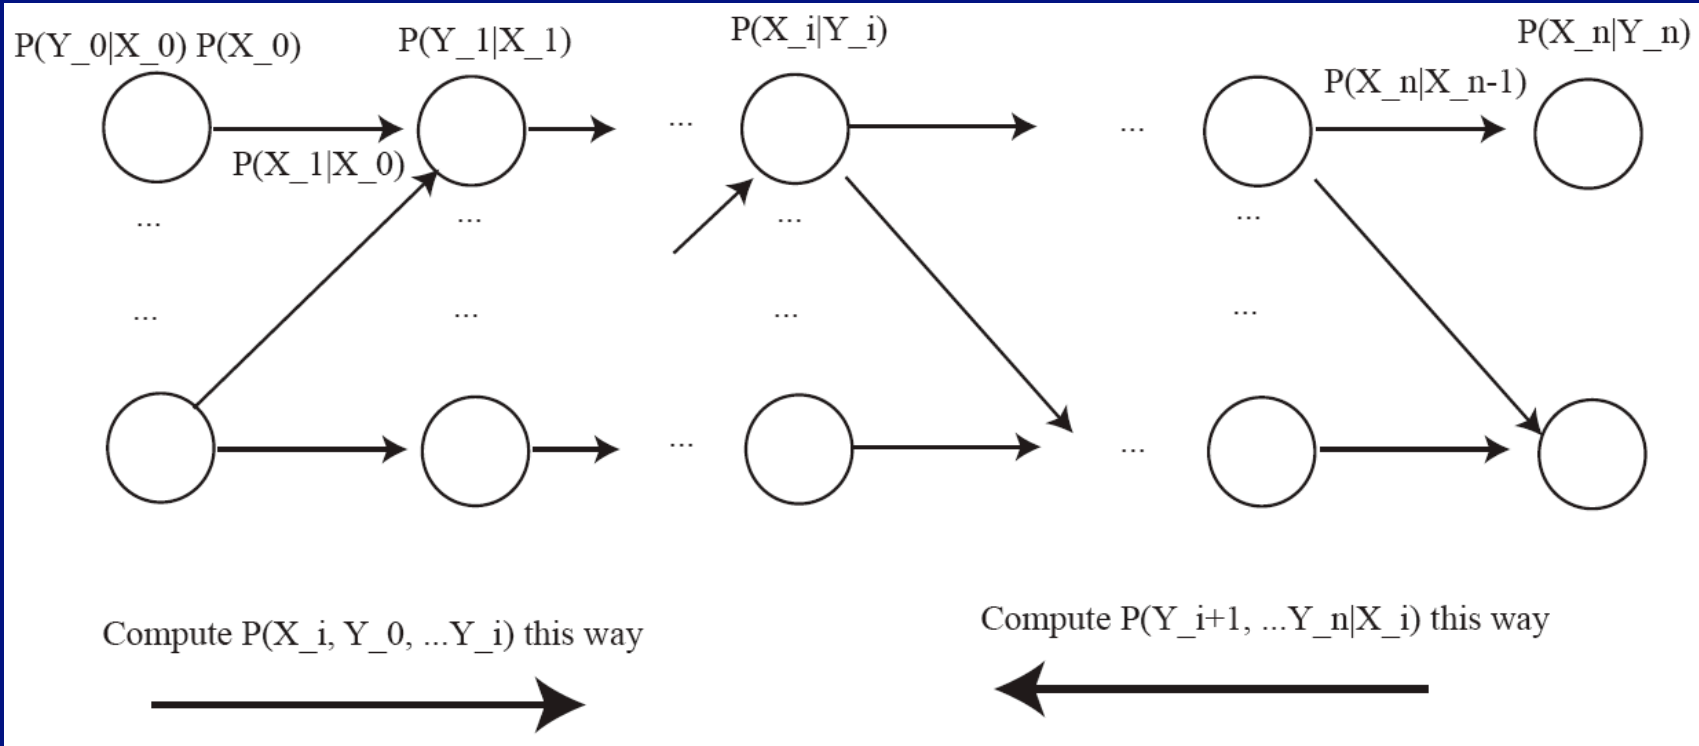 P(Y_0|X_0) P(X_0)
P(Y_1|X_1)
P(X_i|Y_i)
P(X_n|Y_n)
P(X_n|X_n-1)
P(X_1|X_0)
... ...
... ... ... ...
... ... ... ...
... ...
Compute P(X_i, Y_0, ...Y_i) this way
Compute P(Y_i+1, ...Y_n|X_i) this way